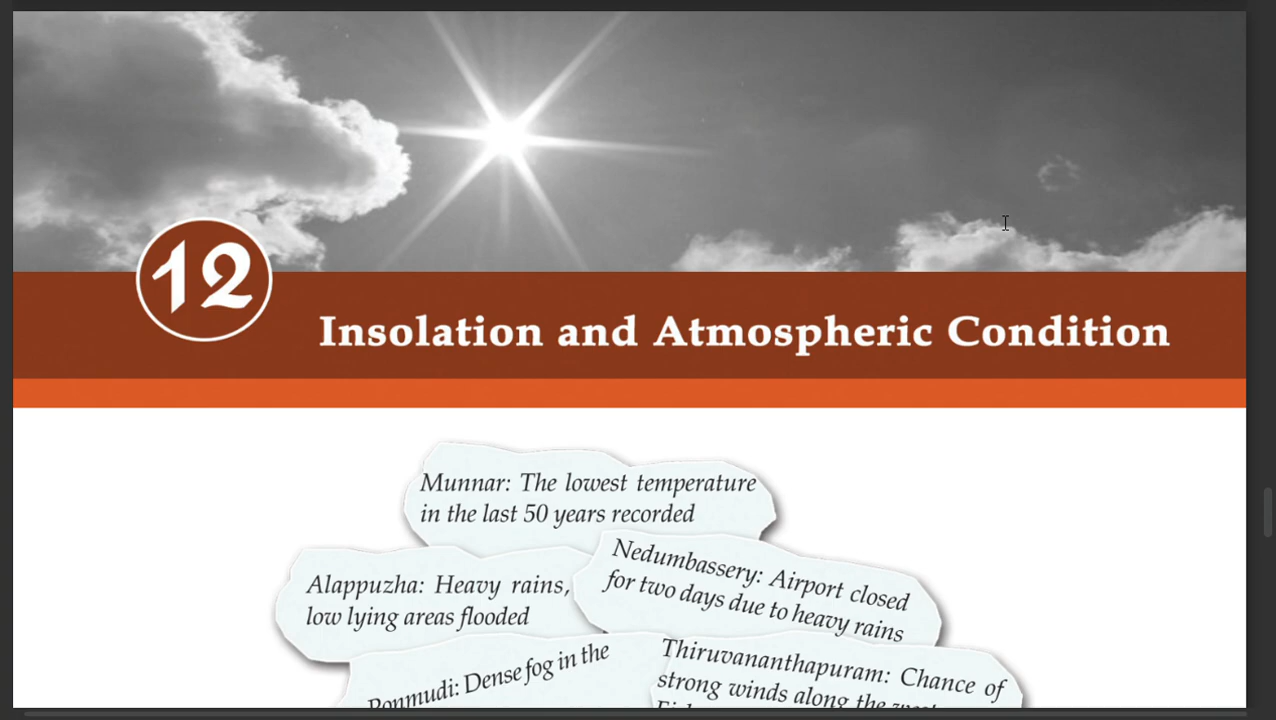 12
Insolation and Atmospheric Condition
Munnar: The lowest temperature
in the last 50 years recorded
Nedumbassery: Airport closed
for two days due to heavy rains
Alappuzha: Heavy rains,
low lying areas flooded
Ponmudi: Dense fog in the
Thiruvananthapuram: Chance of
strong winds along the west